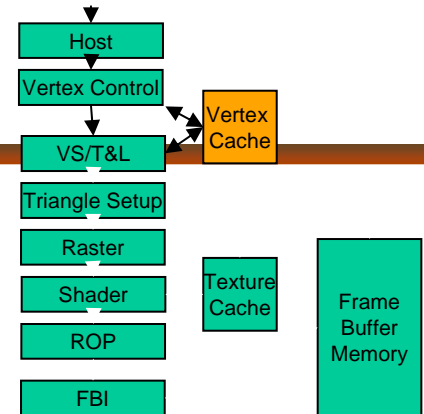 Host
Vertex Control
Vertex
Cache
VS/T&L
Triangle Setup
Raster
Shader
Texture
Cache
Frame
Buffer
Memory
ROP
FBI